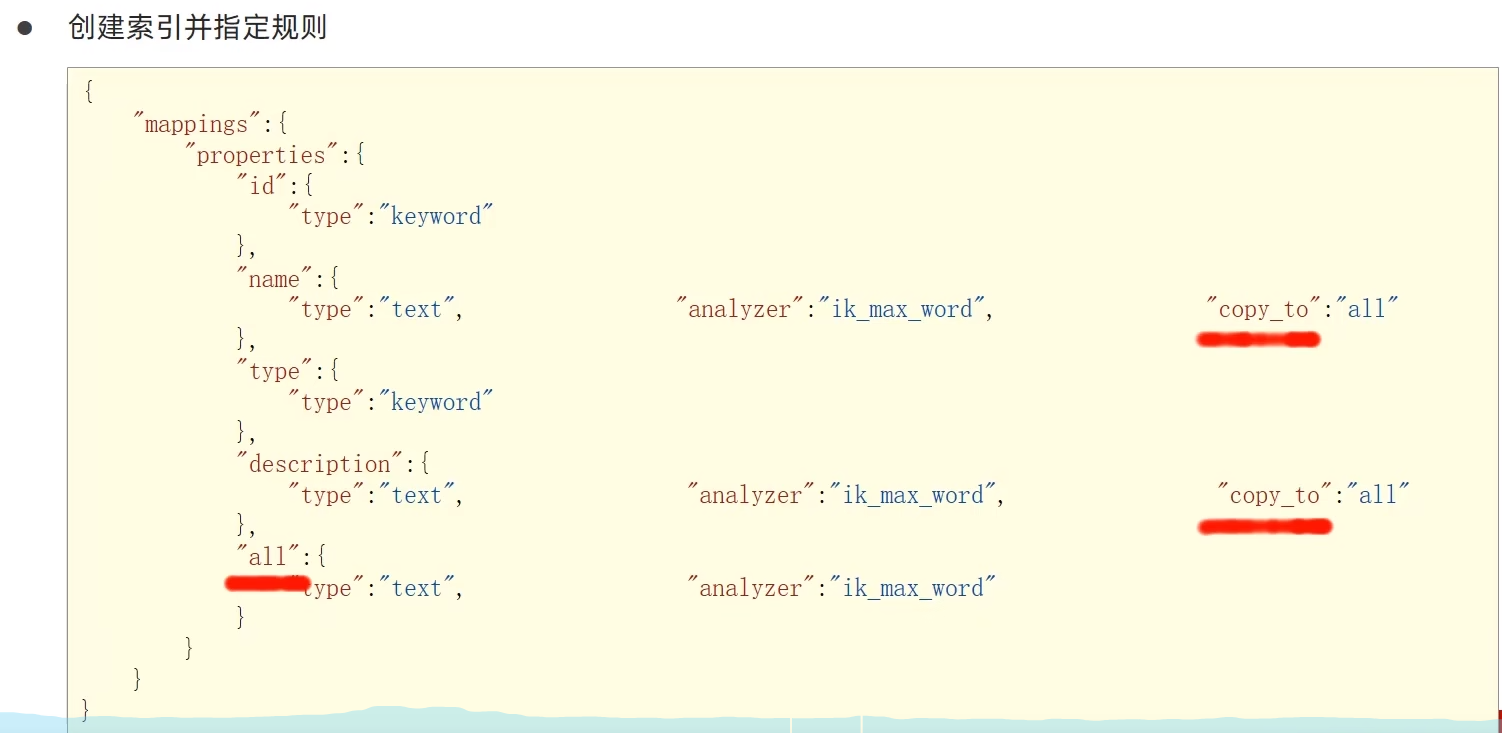 ● 创建索引并指定规则
{
"mappings":{
"properties":{
"id":{
"type":"keyword"
},
"name":{
"type":"text", "analyzer":"ik_max_word", "copy_to":"all"
},
"type":{
"type":"keyword"
},
"description":{
"type":"text", "analyzer":"ik_max_word", "copy_to":"all"
},
"all":{
"type":"text", "analyzer":"ik_max_word"
}
}
}
}